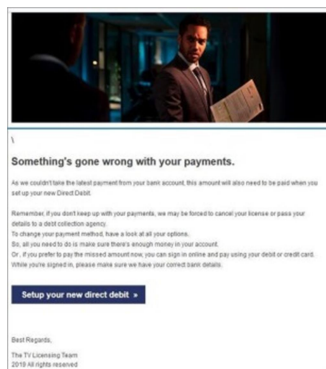 \
Something's gone wrong with your payments.
As we couldn't take the latest payment from your bank account, this amount will also need to be paid when you
set up your new Direct Debit.
Remember, if you don't keep up with your payments, we may be forced to cancel your license or pass your
details to a debt collection agency.
To change your payment method, have a look at all your options.
So, all you need to do is make sure there's enough money in your account.
Or , if you prefer to pay the missed amount now, you can sign in online and pay using your debit or credit card.
While you're signed in, please make sure we have your correct bank details.
Setup your new direct debit »
Best Regards,
The TV Licensing Team
2019 All rights reserved